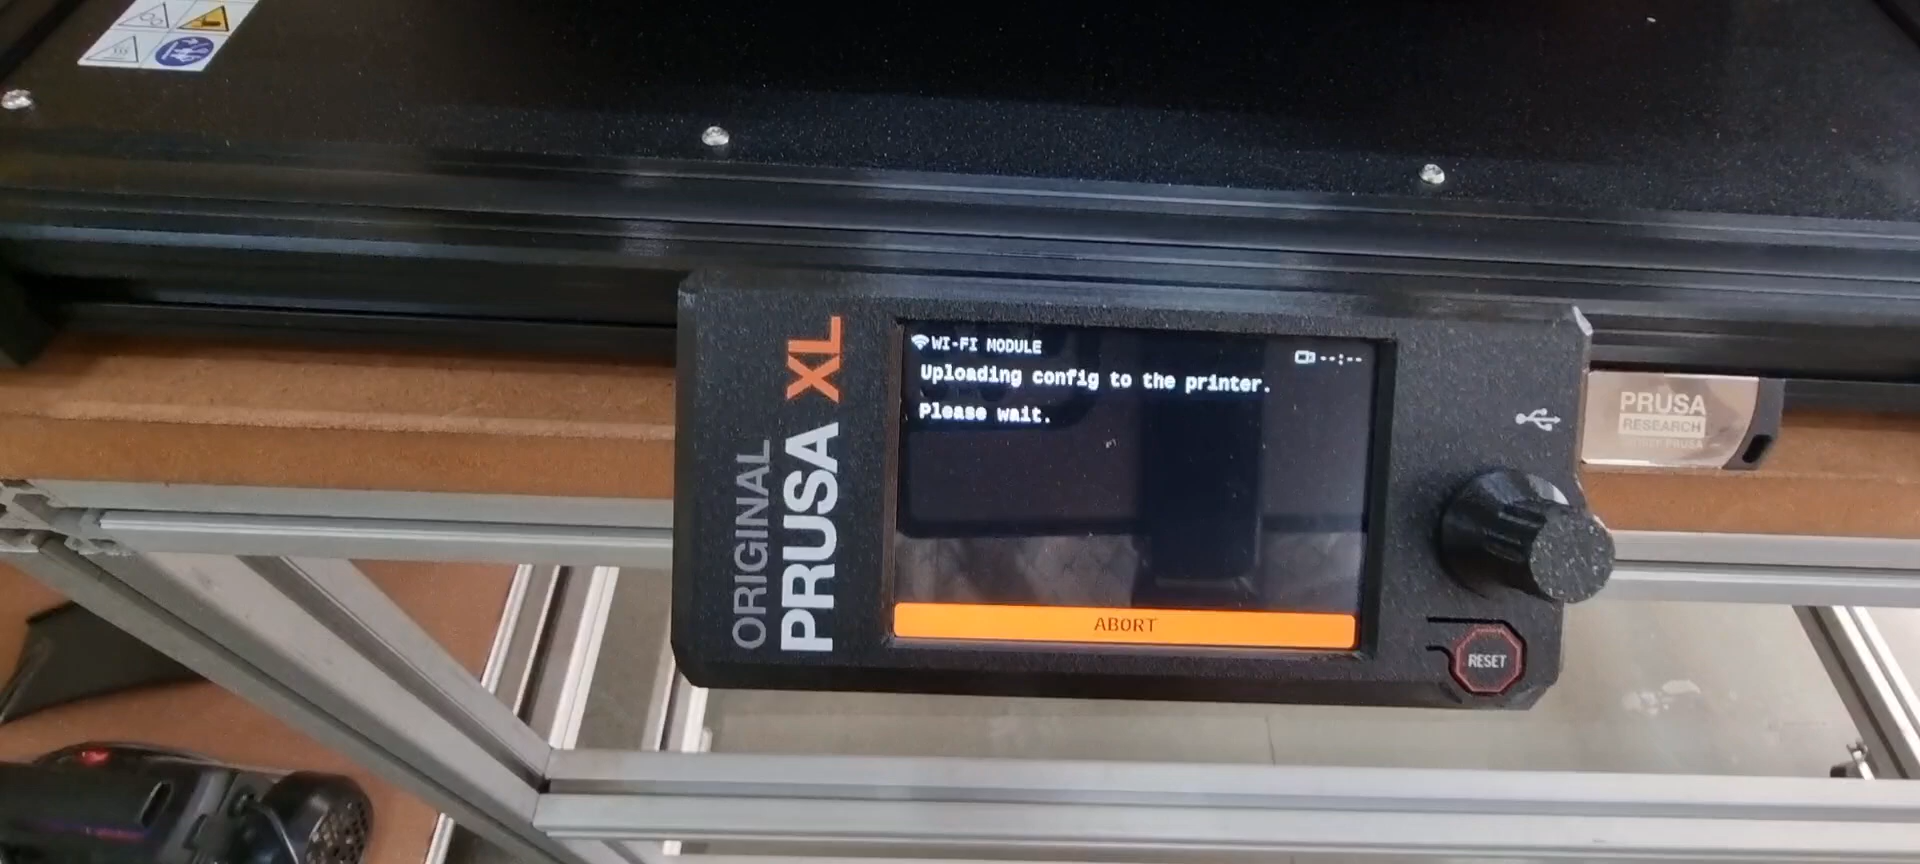 WI-FI MODULE
--:--
Uploading config to the printer.
Please wait.
ABORT
ORIGINAL
PRUSA XL
RESET
PRUSA
RESEARCH